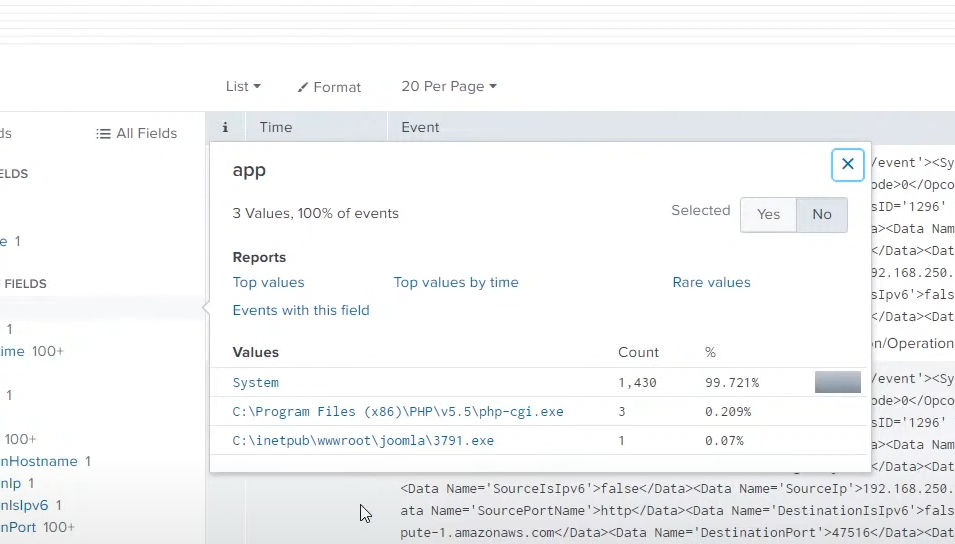 List
Format
20 Per Page
ds
All Fields
i
Time
Event
ELDS
e 1
FIELDS
1
ime 100+
1
100+
nHostname 1
nIp 1
nIsIpv6 1
nPort 100+
app
3 Values, 100% of events
Selected
Yes
No
Reports
Top values
Top values by time
Rare values
Events with this field
Values
Count
%
System
1,430
99.721%
C:\Program Files (x86)\PHP\v5.5\php-cgi.exe
3
0.209%
C:\inetpub\wwwroot\joomla\3791.exe
1
0.07%
/event'><Sy
ode>0</Opco
sID='1296'
a><Data Nam
</Data><Dat
92.168.250.
sIpv6'>fals
</Data><Dat
on/Operation
/event'><Sy
ode>0</Opco
sID='1296'
a><Data Nam
</Data><Dat
<Data Name='SourceIsIpv6'>false</Data><Data Name='SourceIp'>192.168.250.
ata Name='SourcePortName'>http</Data><Data Name='DestinationIsIpv6'>fals
pute-1.amazonaws.com</Data><Data Name='DestinationPort'>47516</Data><Dat